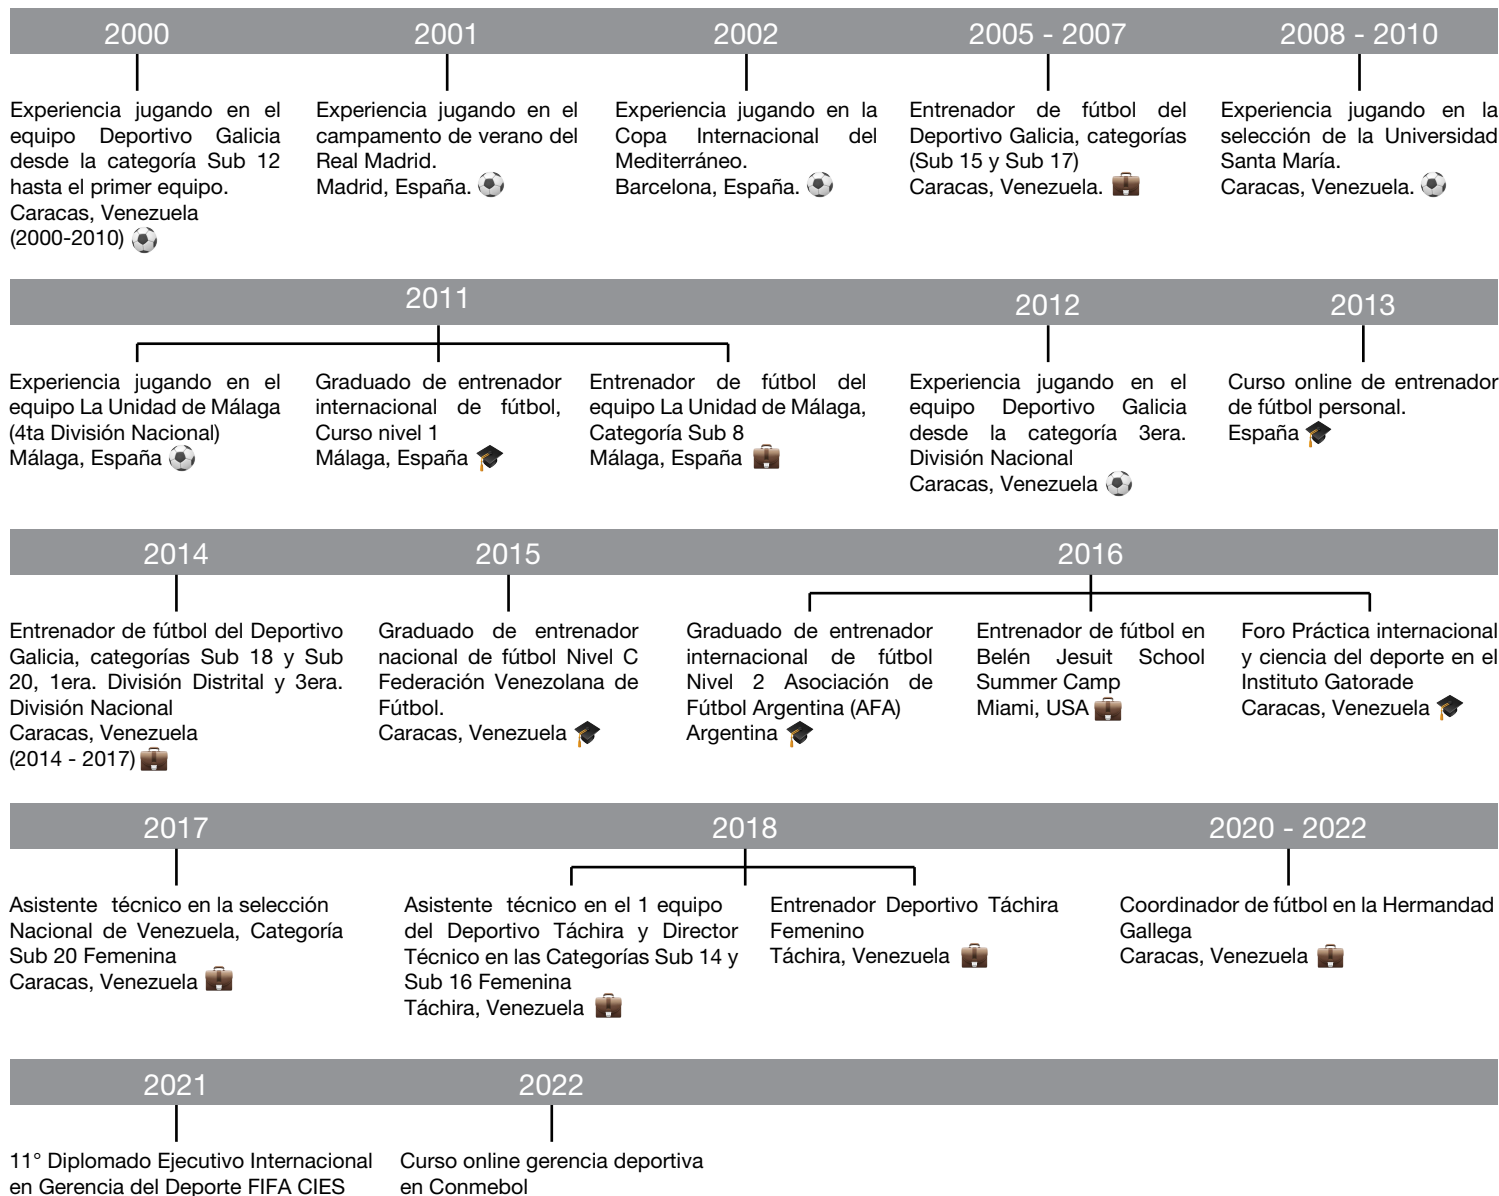 2000
2001
2002
2005 - 2007
2008 - 2010
Experiencia jugando en el
equipo Deportivo Galicia
desde la categoría Sub 12
hasta el primer equipo.
Caracas, Venezuela
(2000-2010)
Experiencia jugando en el
campamento de verano del
Real Madrid.
Madrid, España.
Experiencia jugando en la
Copa Internacional del
Mediterráneo.
Barcelona, España.
Entrenador de fútbol del
Deportivo Galicia, categorías
(Sub 15 y Sub 17)
Caracas, Venezuela.
Experiencia jugando en la
selección de la Universidad
Santa María.
Caracas, Venezuela.
2011
2012
2013
Experiencia jugando en el
equipo La Unidad de Málaga
(4ta División Nacional)
Málaga, España
Graduado de entrenador
internacional de fútbol,
Curso nivel 1
Málaga, España
Entrenador de fútbol del
equipo La Unidad de Málaga,
Categoría Sub 8
Málaga, España
Experiencia jugando en el
equipo Deportivo Galicia
desde la categoría 3era.
División Nacional
Caracas, Venezuela
Curso online de entrenador
de fútbol personal.
España
2014
2015
2016
Entrenador de fútbol del Deportivo
Galicia, categorías Sub 18 y Sub
20, 1era. División Distrital y 3era.
División Nacional
Caracas, Venezuela
(2014 - 2017)
Graduado de entrenador
nacional de fútbol Nivel C
Federación Venezolana de
Fútbol.
Caracas, Venezuela
Graduado de entrenador
internacional de fútbol
Nivel 2 Asociación de
Fútbol Argentina (AFA)
Argentina
Entrenador de fútbol en
Belén Jesuit School
Summer Camp
Miami, USA
Foro Práctica internacional
y ciencia del deporte en el
Instituto Gatorade
Caracas, Venezuela
2017
2018
2020 - 2022
Asistente técnico en la selección
Nacional de Venezuela, Categoría
Sub 20 Femenina
Caracas, Venezuela
Asistente técnico en el 1 equipo
del Deportivo Táchira y Director
Técnico en las Categorías Sub 14 y
Sub 16 Femenina
Táchira, Venezuela
Entrenador Deportivo Táchira
Femenino
Táchira, Venezuela
Coordinador de fútbol en la Hermandad
Gallega
Caracas, Venezuela
2021
2022
11° Diplomado Ejecutivo Internacional
en Gerencia del Deporte FIFA CIES
Curso online gerencia deportiva
en Conmebol